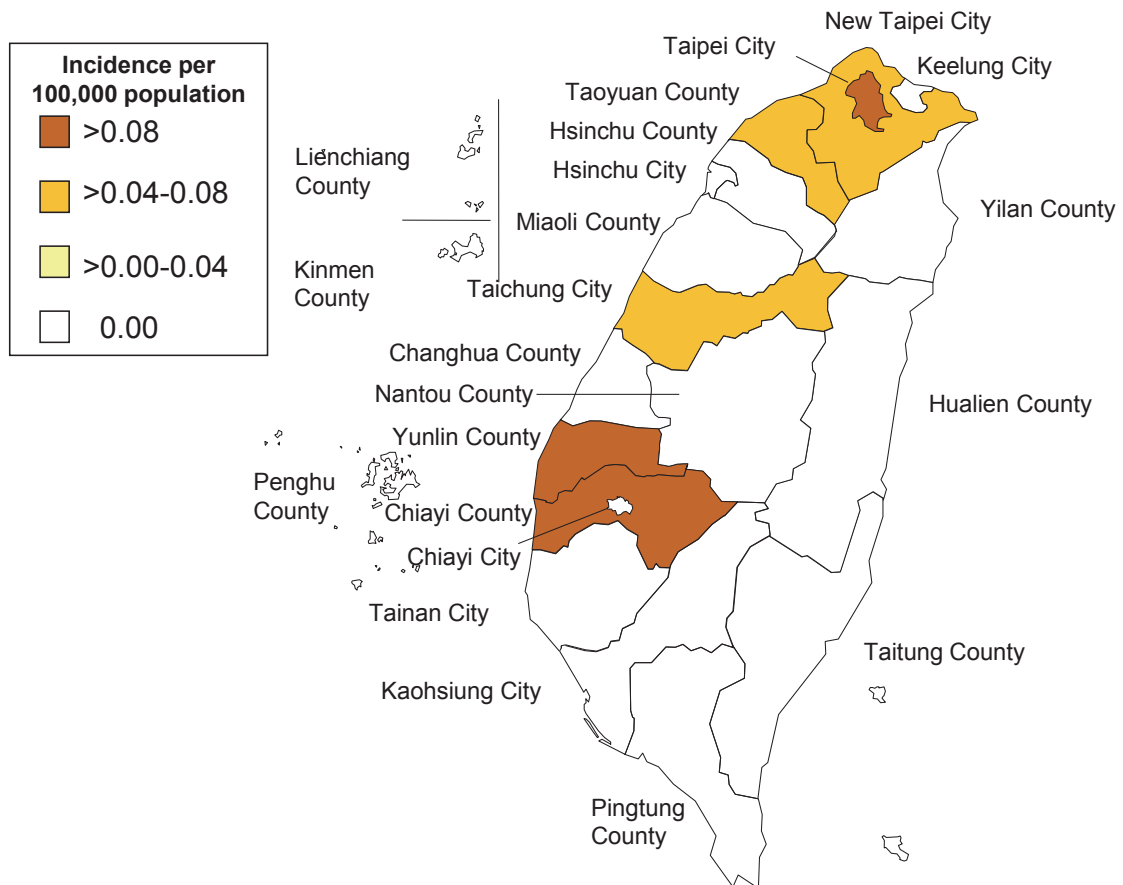 Incidence per
100,000 population
>0.08
>0.04-0.08
>0.00-0.04
0.00
New Taipei City
Taipei City
Keelung City
Taoyuan County
Hsinchu County
Lienchiang
County
Hsinchu City
Miaoli County
Yilan County
Kinmen
County
Taichung City
Changhua County
Nantou County
Hualien County
Yunlin County
Penghu
County
Chiayi County
Chiayi City
Tainan City
Taitung County
Kaohsiung City
Pingtung
County